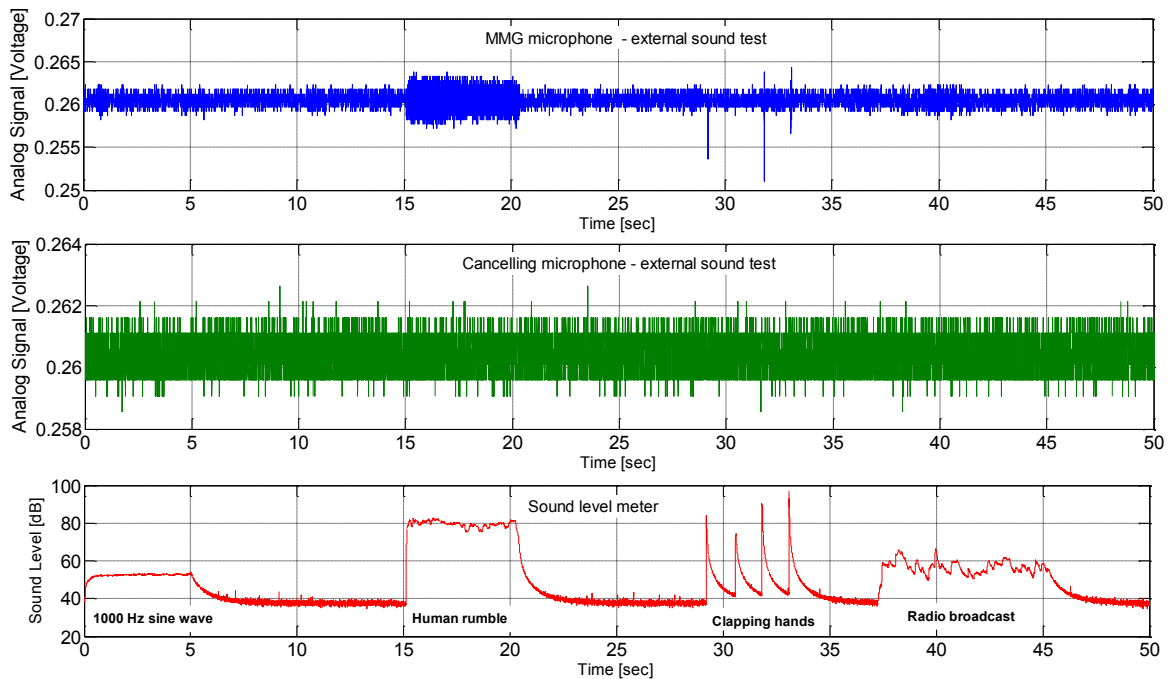 MMG microphone - external sound test
Analog Signal [Voltage]
0.27
0.265
0.26
0.255
0.25
0 5 10 15 20 25 30 35 40 45 50
Time [sec]
Cancelling microphone - external sound test
Analog Signal [Voltage]
0.264
0.262
0.26
0.258
0 5 10 15 20 25 30 35 40 45 50
Time [sec]
Sound level meter
Sound Level [dB]
100
80
60
40
20
1000 Hz sine wave
Human rumble
Clapping hands
Radio broadcast
0 5 10 15 20 25 30 35 40 45 50
Time [sec]